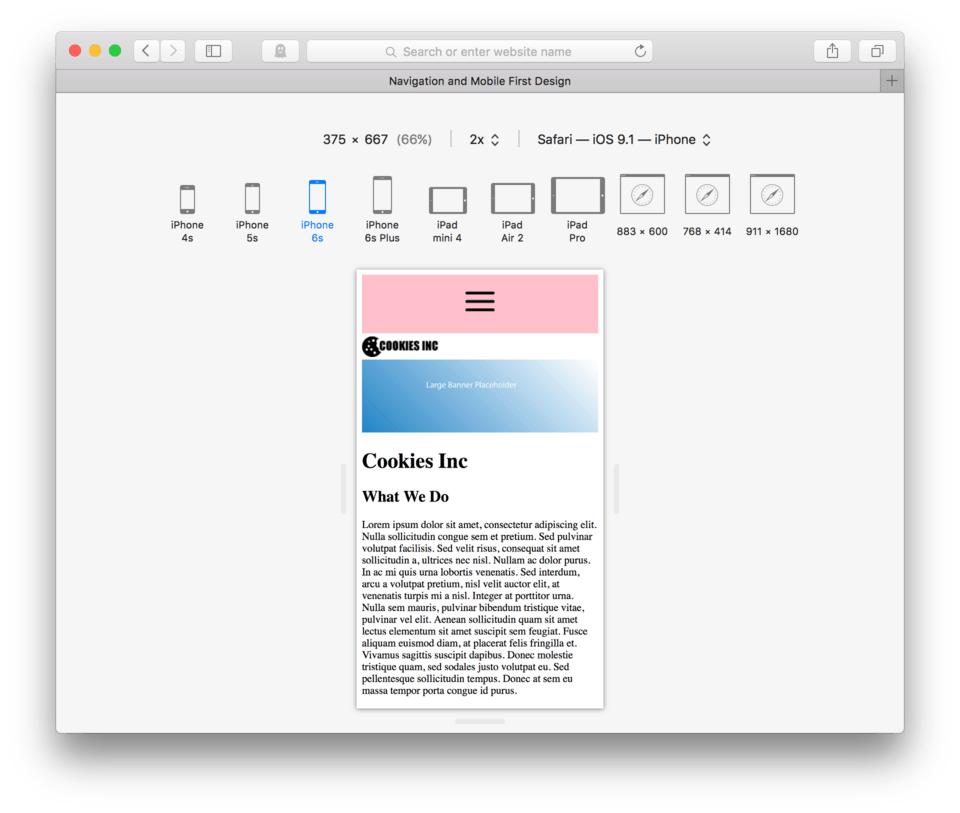 Search or enter website name
Navigation and Mobile First Design
375 × 667 (66%) 2x Safari — iOS 9.1 — iPhone
iPhone 4s
iPhone 5s
iPhone 6s
iPhone 6s Plus
iPad mini 4
iPad Air 2
iPad Pro
883 × 600
768 × 414
911 × 1680
COOKIES INC
Large Banner Placeholder
Cookies Inc
What We Do
Lorem ipsum dolor sit amet, consectetur adipiscing elit.
Nulla sollicitudin congue sem et pretium. Sed pulvinar
volutpat facilisis. Sed velit risus, consequat sit amet
sollicitudin a, ultrices nec nisl. Nullam ac dolor purus.
In ac mi quis urna lobortis venenatis. Sed interdum,
arcu a volutpat pretium, nisl velit auctor elit, at
venenatis turpis mi a nisl. Integer at porttitor urna.
Nulla sem mauris, pulvinar bibendum tristique vitae,
pulvinar vel elit. Aenean sollicitudin quam sit amet
lectus elementum sit amet suscipit sem feugiat. Fusce
aliquam euismod diam, at placerat felis fringilla et.
Vivamus sagittis suscipit dapibus. Donec molestie
tristique quam, sed sodales justo volutpat eu. Sed
pellentesque sollicitudin tempus. Donec at sem eu
massa tempor porta congue id purus.